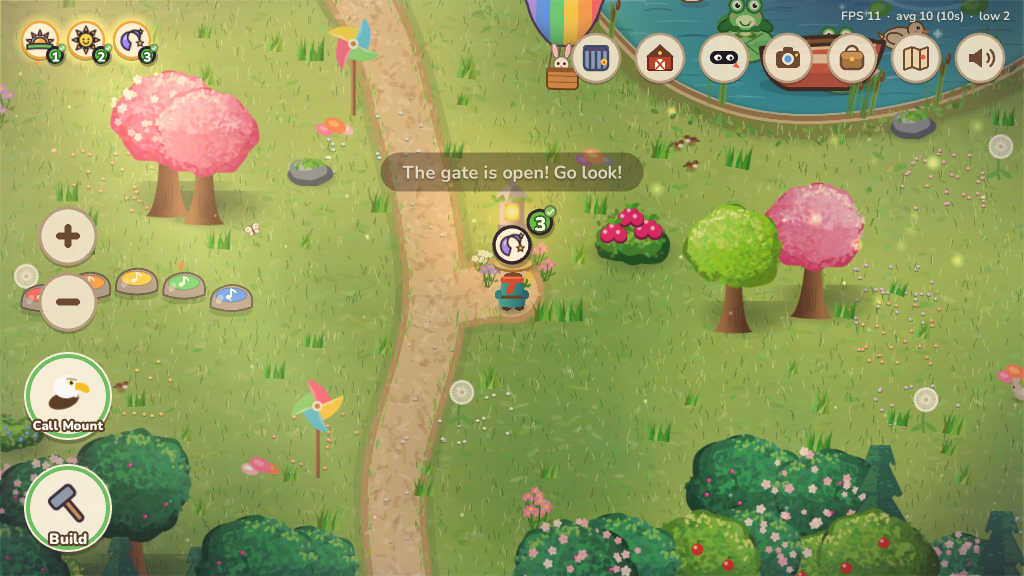 1
2
3
FPS 11 · avg 10 (10s) · low 2
The gate is open! Go look!
3
Call Mount
Build